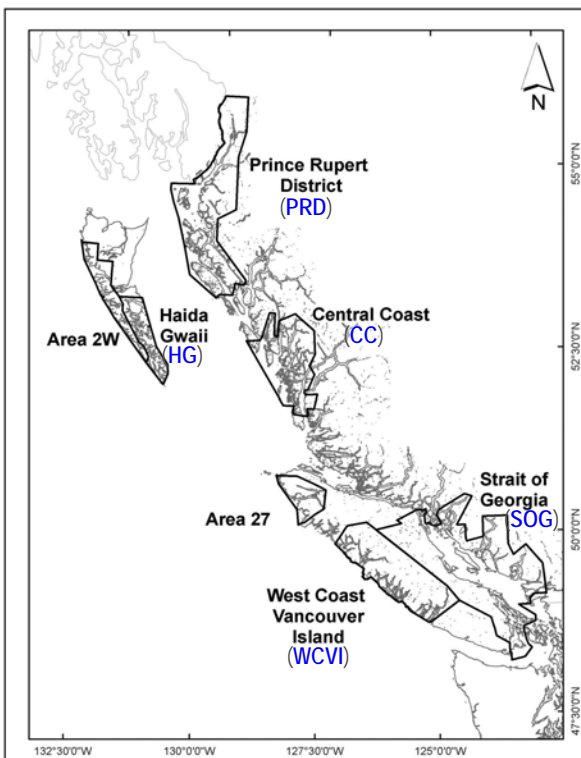 N
Prince Rupert
District
(PRD)
Haida
Gwaii
(HG)
Area 2W
Central Coast
(CC)
Strait of
Georgia
(SOG)
Area 27
West Coast
Vancouver
Island
(WCVI)
55°0'0"N
52°30'0"N
50°0'0"N
47°30'0"N
132°30'0"W
130°0'0"W
127°30'0"W
125°0'0"W